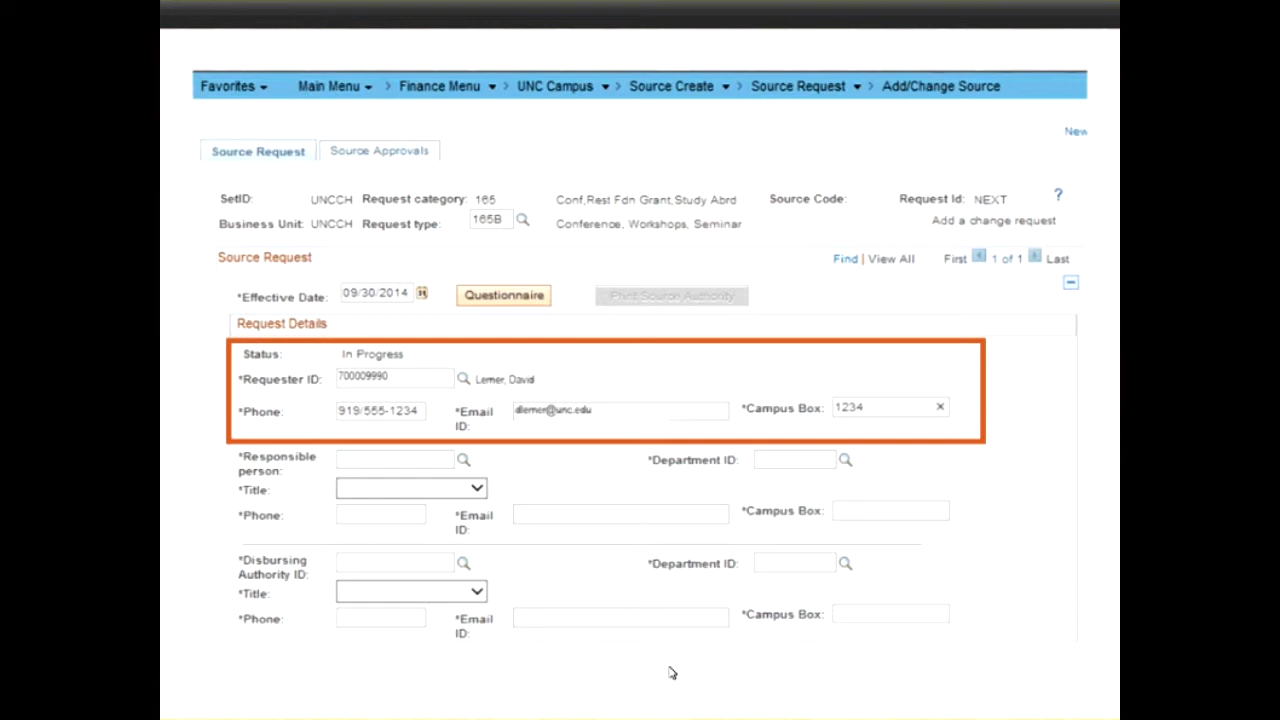 Favorites Main Menu > Finance Menu > UNC Campus > Source Create > Source Request > Add/Change Source
New
Source Request Source Approvals
SetID: UNCCH Request category: 165 Conf,Rest Fdn Grant,Study Abrd Source Code: Request Id: NEXT ?
Business Unit: UNCCH Request type: 165B Conference, Workshops, Seminar Add a change request
Source Request Find | View All First 1 of 1 Last
*Effective Date: 09/30/2014 Questionnaire Print Source Authority
Request Details
Status: In Progress
*Requester ID: 700009990 Lerner, David
*Phone: 919/555-1234 *Email ID: dlerner@unc.edu *Campus Box: 1234 ×
*Responsible person: *Department ID:
*Title:
*Phone: *Email ID: *Campus Box:
*Disbursing Authority ID: *Department ID:
*Title:
*Phone: *Email ID: *Campus Box: